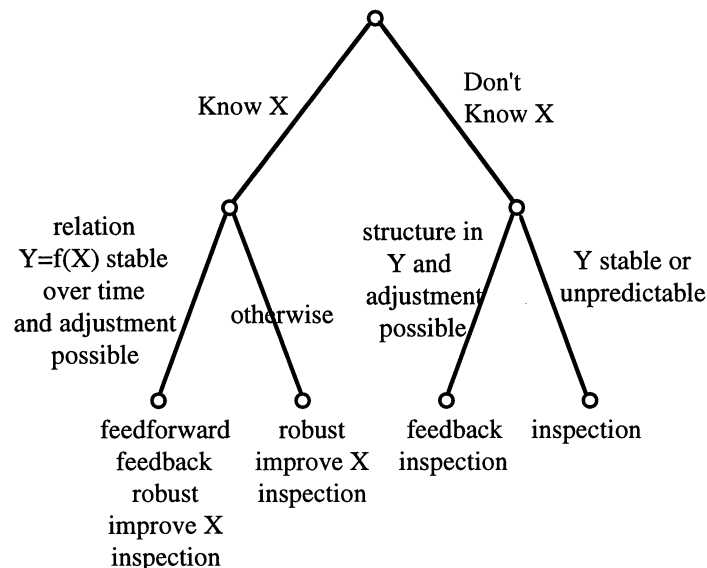 Know X
Don't
Know X
relation
Y=f(X) stable
over time
and adjustment
possible
otherwise
structure in
Y and
adjustment
possible
Y stable or
unpredictable
feedforward
feedback
robust
improve X
inspection
robust
improve X
inspection
feedback
inspection
inspection